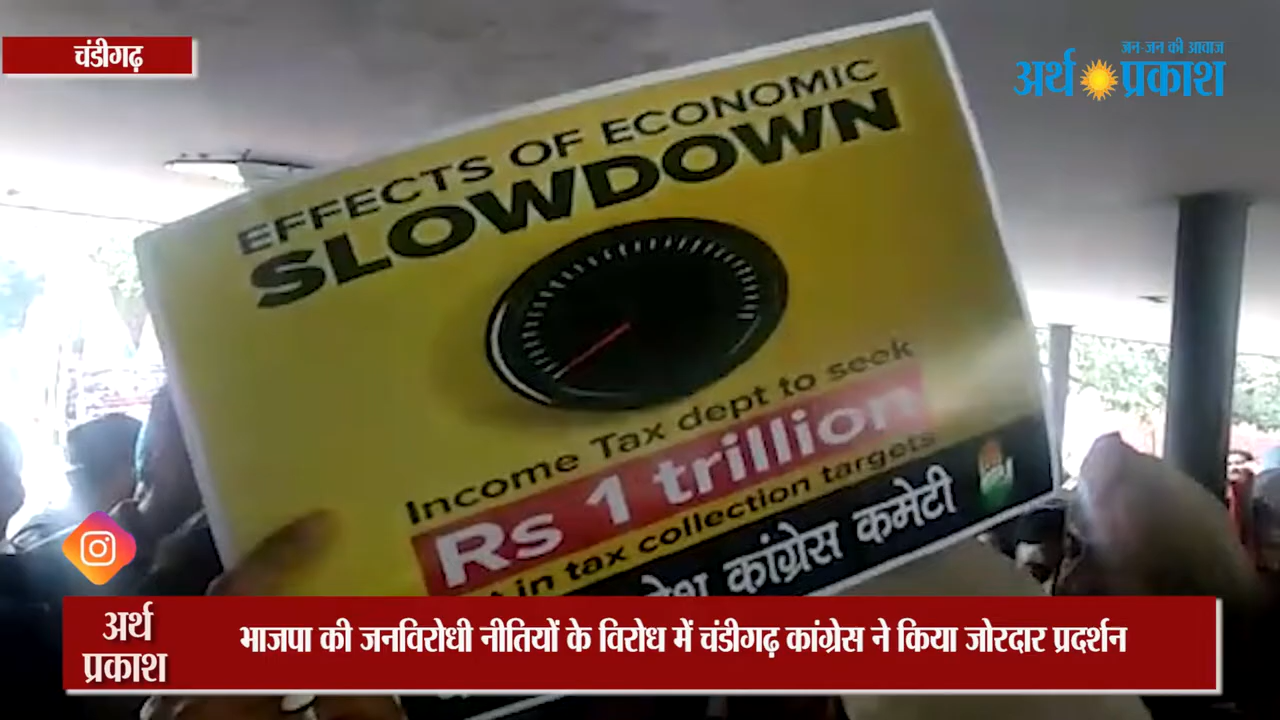 चंडीगढ़
जन-जन की आवाज
अर्थ प्रकाश
EFFECTS OF ECONOMIC
SLOWDOWN
Income Tax dept to seek
Rs 1 trillion
in tax collection targets
कांग्रेस कमेटी
अर्थ
प्रकाश
भाजपा की जनविरोधी नीतियों के विरोध में चंडीगढ़ कांग्रेस ने किया जोरदार प्रदर्शन